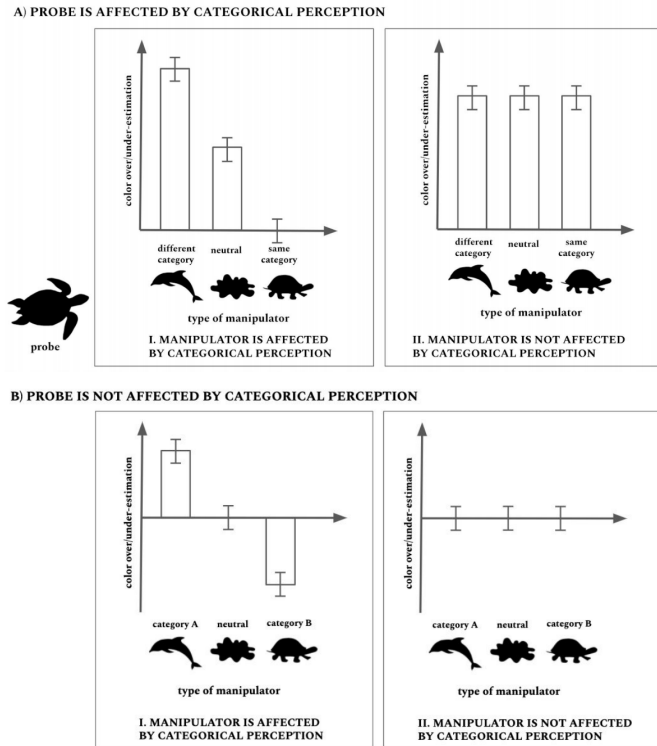 A) PROBE IS AFFECTED BY CATEGORICAL PERCEPTION
color over/under-estimation
different category
neutral
same category
type of manipulator
I. MANIPULATOR IS AFFECTED
BY CATEGORICAL PERCEPTION
color over/under-estimation
different category
neutral
same category
type of manipulator
II. MANIPULATOR IS NOT AFFECTED
BY CATEGORICAL PERCEPTION
probe
B) PROBE IS NOT AFFECTED BY CATEGORICAL PERCEPTION
color over/under-estimation
category A
neutral
category B
type of manipulator
I. MANIPULATOR IS AFFECTED
BY CATEGORICAL PERCEPTION
color over/under-estimation
category A
neutral
category B
type of manipulator
II. MANIPULATOR IS NOT AFFECTED
BY CATEGORICAL PERCEPTION